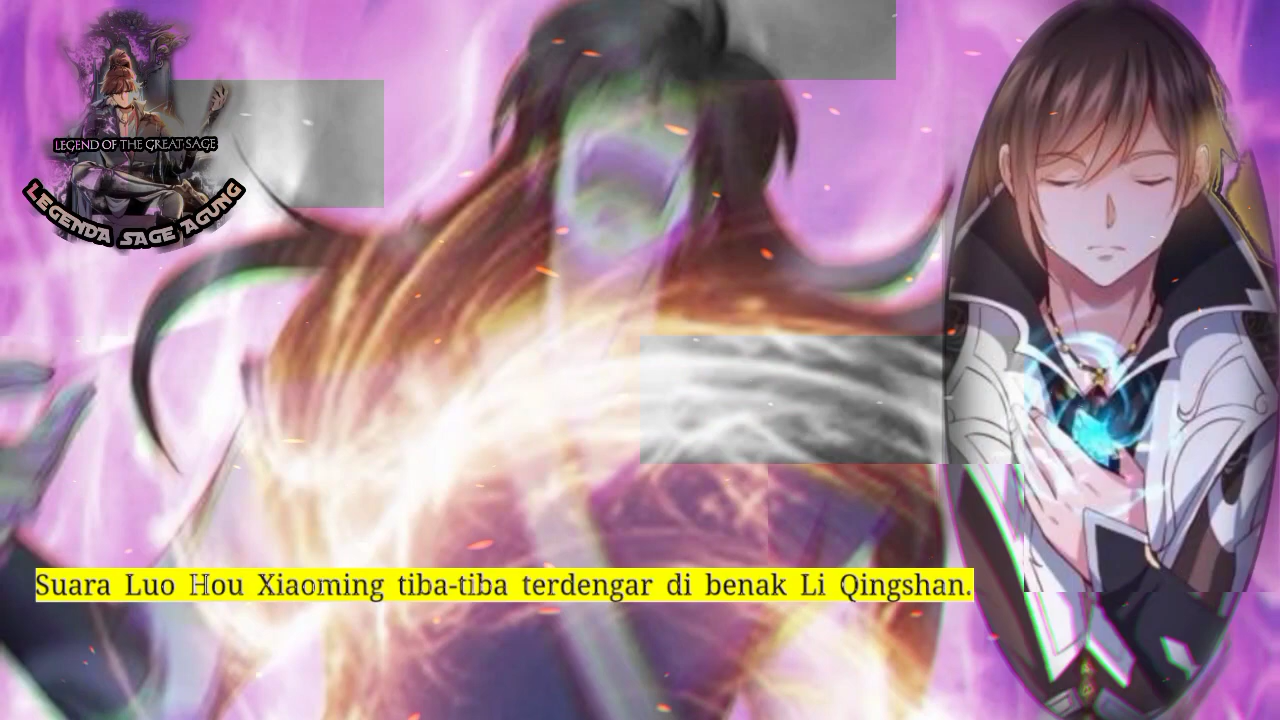 LEGEND OF THE GREAT SAGE
LEGENDA SAGE AGUNG
Suara Luo Hou Xiaoming tiba-tiba terdengar di benak Li Qingshan.